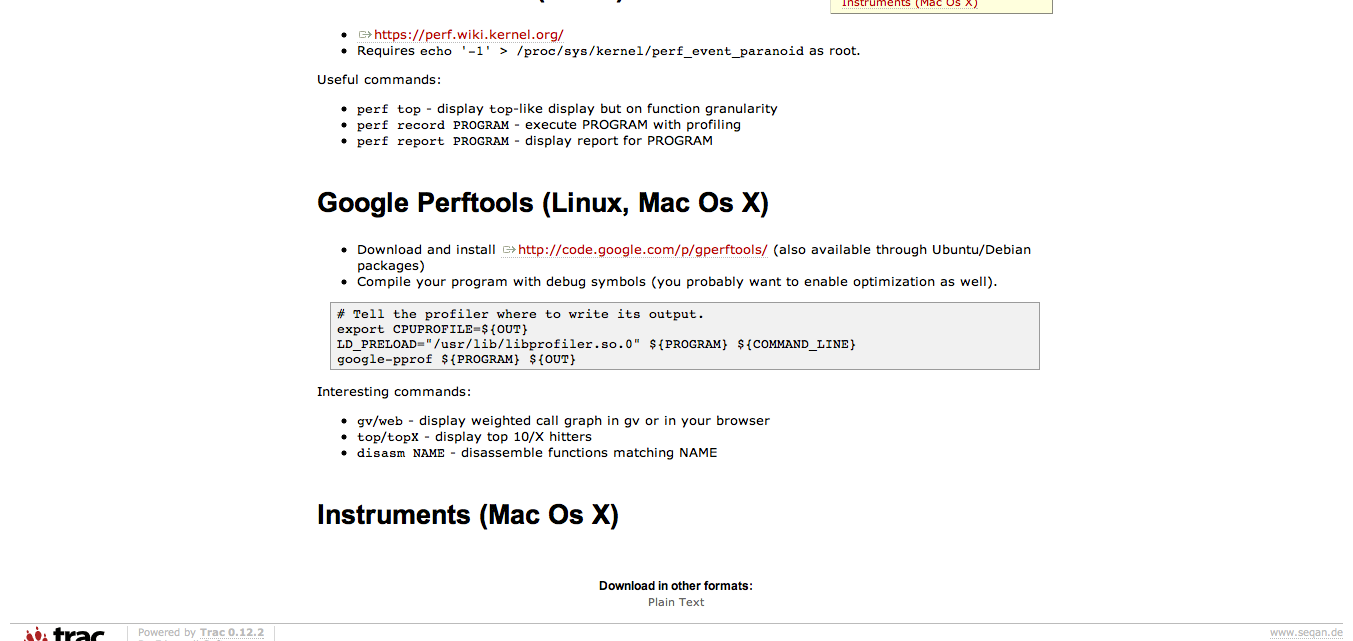 Instruments (Mac Os X)
https://perf.wiki.kernel.org/
Requires echo '-1' > /proc/sys/kernel/perf_event_paranoid as root.
Useful commands:
perf top - display top-like display but on function granularity
perf record PROGRAM - execute PROGRAM with profiling
perf report PROGRAM - display report for PROGRAM
Google Perftools (Linux, Mac Os X)
Download and install http://code.google.com/p/gperftools/ (also available through Ubuntu/Debian
packages)
Compile your program with debug symbols (you probably want to enable optimization as well).
# Tell the profiler where to write its output.
export CPUPROFILE=${OUT}
LD_PRELOAD="/usr/lib/libprofiler.so.0" ${PROGRAM} ${COMMAND_LINE}
google-pprof ${PROGRAM} ${OUT}
Interesting commands:
gv/web - display weighted call graph in gv or in your browser
top/topX - display top 10/X hitters
disasm NAME - disassemble functions matching NAME
Instruments (Mac Os X)
Download in other formats:
Plain Text
trac
Powered by Trac 0.12.2
www.seqan.de